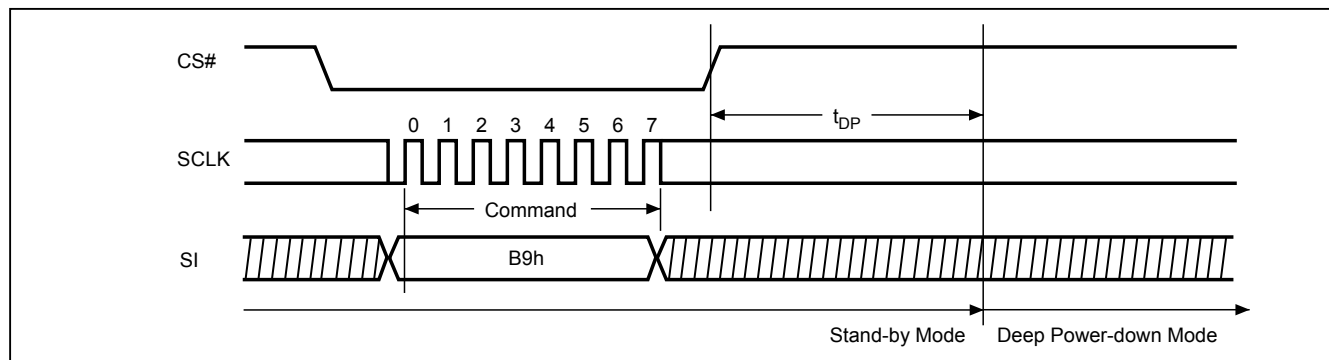 CS#
0 1 2 3 4 5 6 7
tDP
SCLK
Command
SI
B9h
Stand-by Mode
Deep Power-down Mode